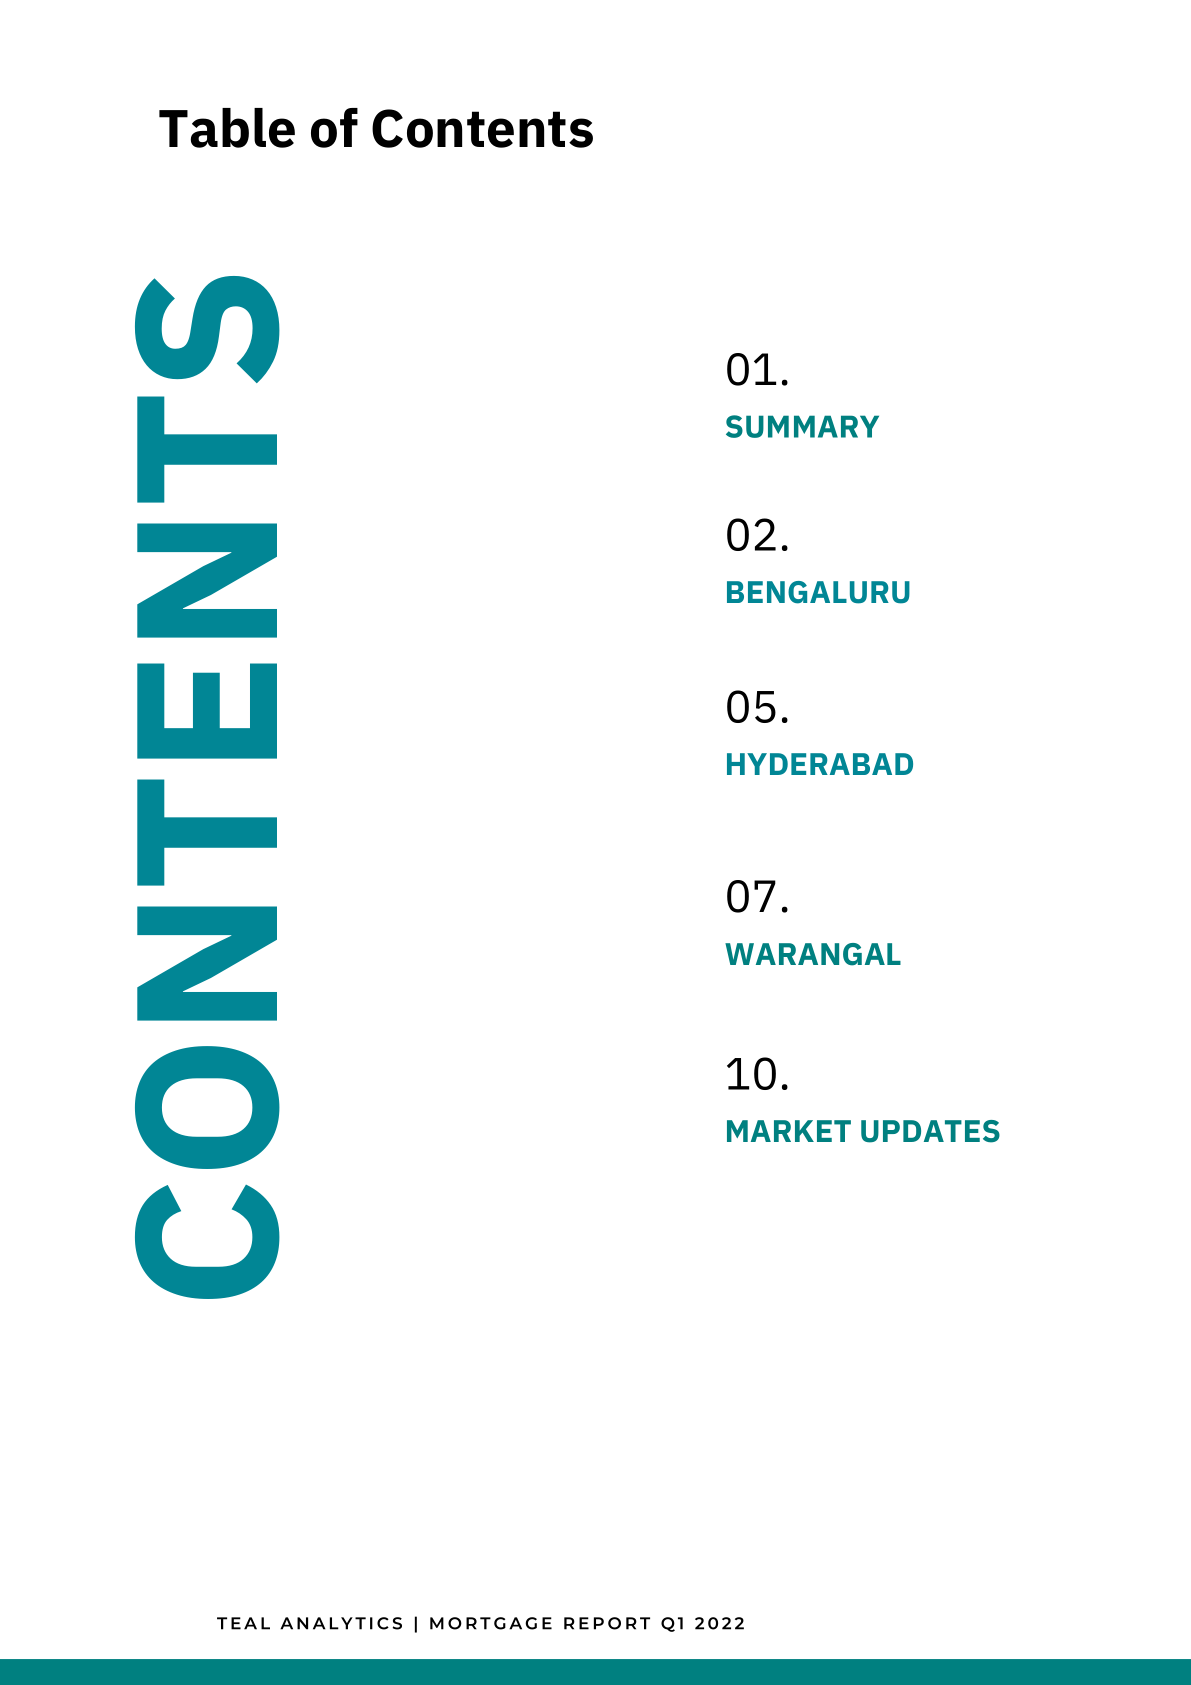 Table of Contents
CONTENTS
01.
SUMMARY
02.
BENGALURU
05.
HYDERABAD
07.
WARANGAL
10.
MARKET UPDATES
TEAL ANALYTICS | MORTGAGE REPORT Q1 2022